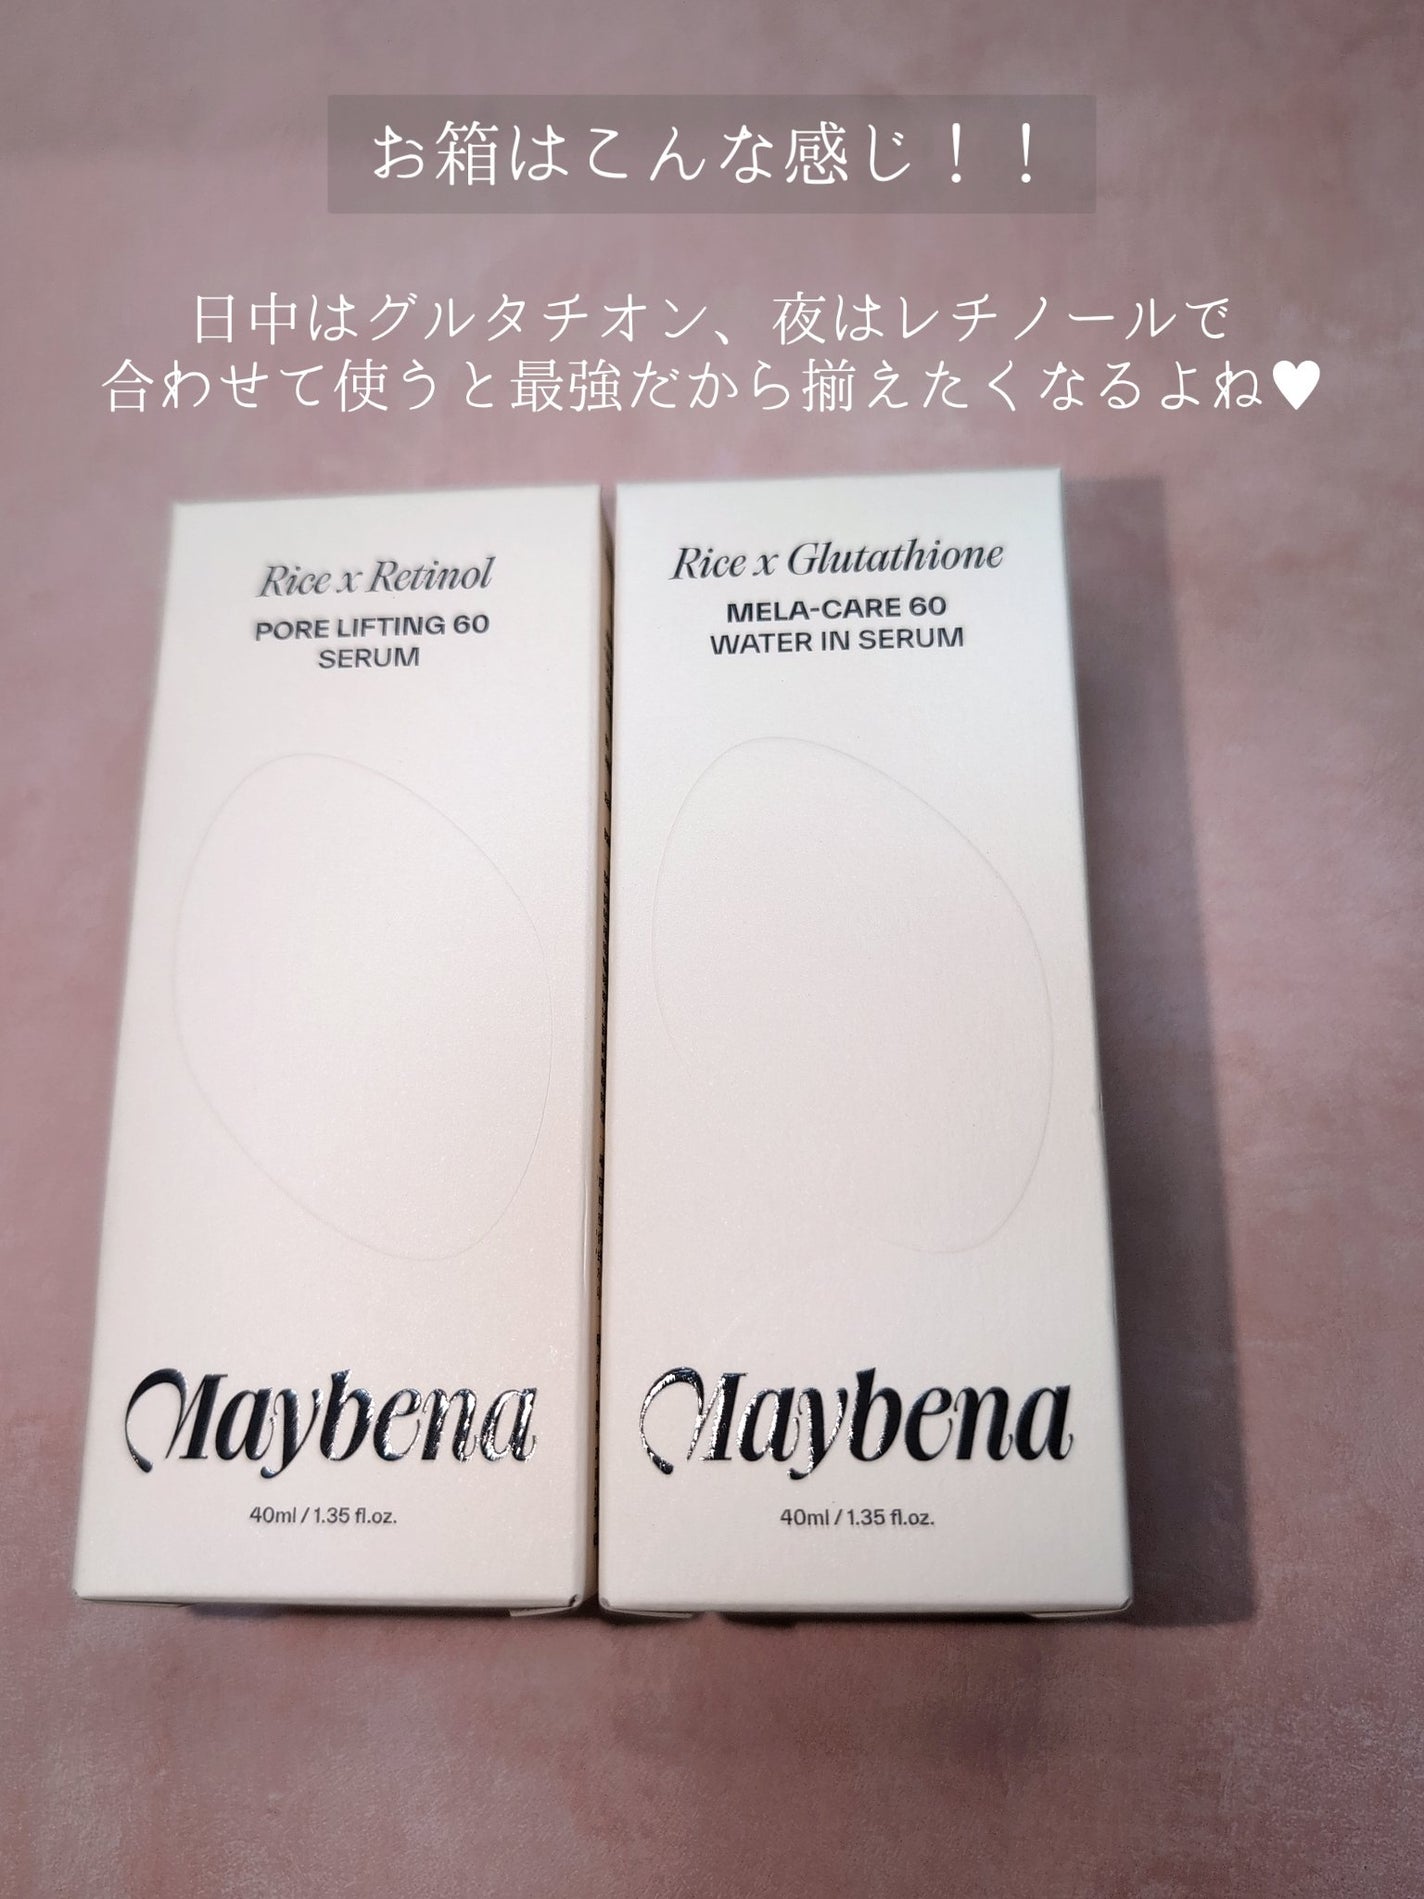 お箱はこんな感じ！！
日中はグルタチオン、夜はレチノールで
合わせて使うと最強だから揃えたくなるよね♥
Rice x Retinol
PORE LIFTING 60
SERUM
Maybena
40ml / 1.35 fl.oz.
Rice x Glutathione
MELA-CARE 60
WATER IN SERUM
Maybena
40ml / 1.35 fl.oz.